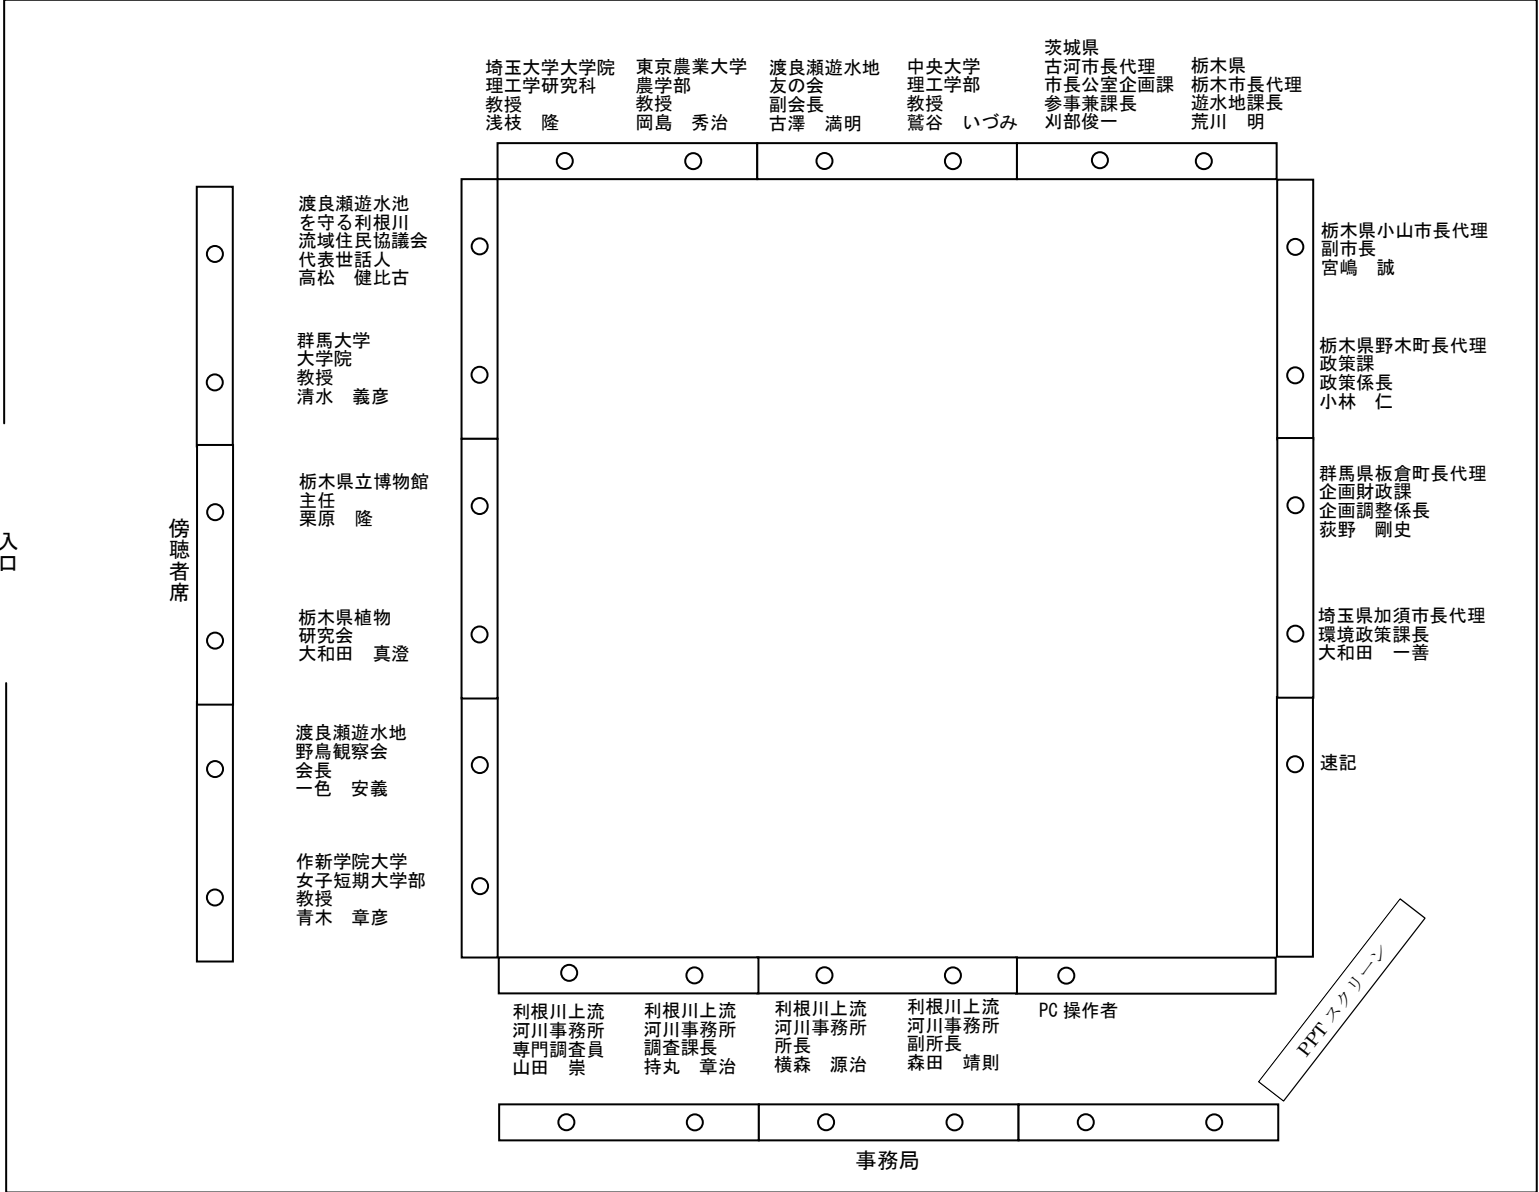 埼玉大学大学院
理工学研究科
教授
浅枝　隆
東京農業大学
農学部
教授
岡島　秀治
渡良瀬遊水地
友の会
副会長
古澤　満明
中央大学
理工学部
教授
鷲谷　いづみ
茨城県
古河市長代理
市長公室企画課
参事兼課長
刈部俊一
栃木県
栃木市長代理
遊水地課長
荒川　明
渡良瀬遊水池
を守る利根川
流域住民協議会
代表世話人
高松　健比古
群馬大学
大学院
教授
清水　義彦
栃木県立博物館
主任
栗原　隆
栃木県植物
研究会
大和田　真澄
渡良瀬遊水地
野鳥観察会
会長
一色　安義
作新学院大学
女子短期大学部
教授
青木　章彦
栃木県小山市長代理
副市長
宮嶋　誠
栃木県野木町長代理
政策課
政策係長
小林　仁
群馬県板倉町長代理
企画財政課
企画調整係長
荻野　剛史
埼玉県加須市長代理
環境政策課長
大和田　一善
速記
入口
傍聴者席
利根川上流
河川事務所
専門調査員
山田　崇
利根川上流
河川事務所
調査課長
持丸　章治
利根川上流
河川事務所
所長
横森　源治
利根川上流
河川事務所
副所長
森田　靖則
PC 操作者
PPT スクリーン
事務局